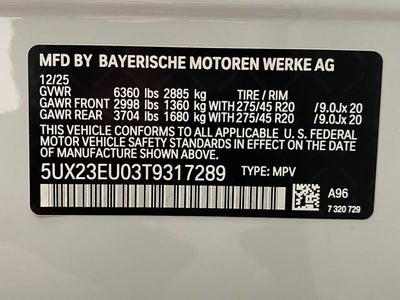 MFD BY BAYERISCHE MOTOREN WERKE AG
12/25
GVWR 6360 lbs 2885 kg TIRE / RIM
GAWR FRONT 2998 lbs 1360 kg WITH 275/45 R20 /9.0Jx 20
GAWR REAR 3704 lbs 1680 kg WITH 275/45 R20 /9.0Jx 20
THIS VEHICLE CONFORMS TO ALL APPLICABLE U. S. FEDERAL
MOTOR VEHICLE SAFETY STANDARDS IN EFFECT ON THE DATE
OF MANUFACTURE SHOWN ABOVE.
5UX23EU03T9317289 TYPE: MPV
A96
7 320 729